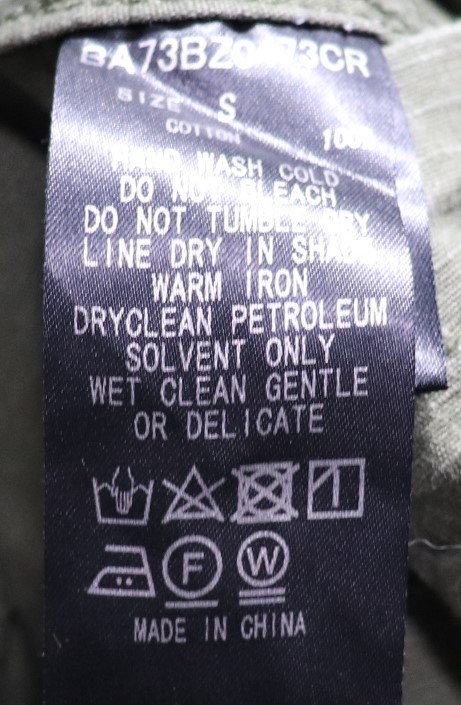 SIZE S
COTTON
HAND WASH COLD
DO NOT BLEACH
DO NOT TUMBLE DRY
LINE DRY IN SHADE
WARM IRON
DRYCLEAN PETROLEUM
SOLVENT ONLY
WET CLEAN GENTLE
OR DELICATE
F W
MADE IN CHINA